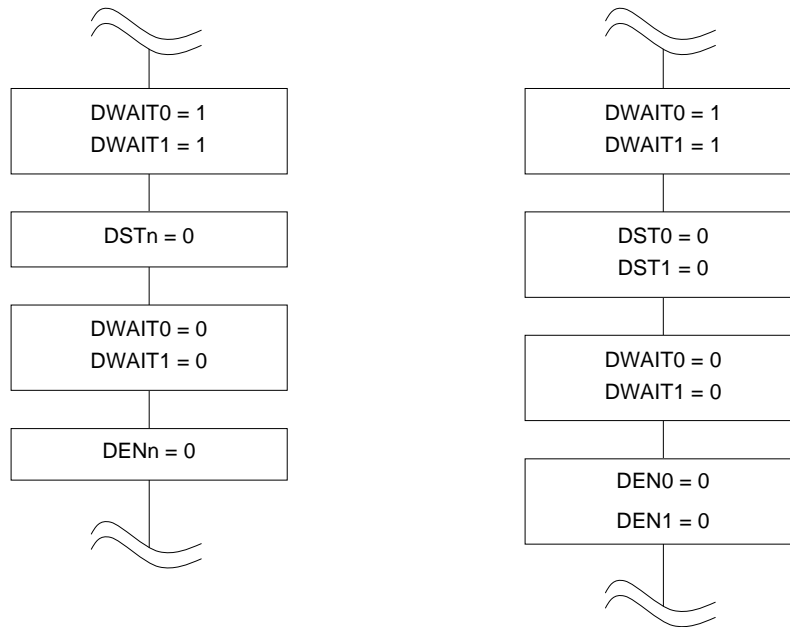 DWAIT0 = 1
DWAIT1 = 1
DSTn = 0
DWAIT0 = 0
DWAIT1 = 0
DENn = 0
DWAIT0 = 1
DWAIT1 = 1
DST0 = 0
DST1 = 0
DWAIT0 = 0
DWAIT1 = 0
DEN0 = 0
DEN1 = 0